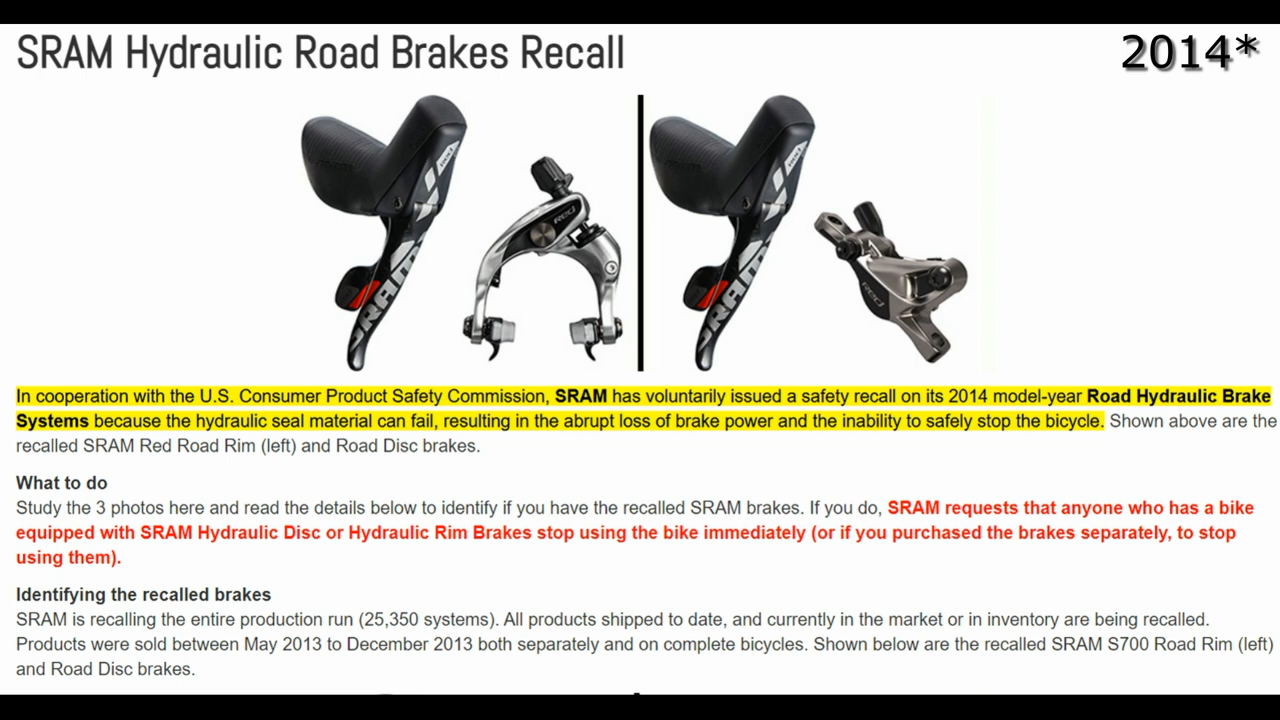 SRAM Hydraulic Road Brakes Recall
2014*
RED
SRAM
RED
RED
SRAM
RED
In cooperation with the U.S. Consumer Product Safety Commission, SRAM has voluntarily issued a safety recall on its 2014 model-year Road Hydraulic Brake
Systems because the hydraulic seal material can fail, resulting in the abrupt loss of brake power and the inability to safely stop the bicycle. Shown above are the
recalled SRAM Red Road Rim (left) and Road Disc brakes.
What to do
Study the 3 photos here and read the details below to identify if you have the recalled SRAM brakes. If you do, SRAM requests that anyone who has a bike
equipped with SRAM Hydraulic Disc or Hydraulic Rim Brakes stop using the bike immediately (or if you purchased the brakes separately, to stop
using them).
Identifying the recalled brakes
SRAM is recalling the entire production run (25,350 systems). All products shipped to date, and currently in the market or in inventory are being recalled.
Products were sold between May 2013 to December 2013 both separately and on complete bicycles. Shown below are the recalled SRAM S700 Road Rim (left)
and Road Disc brakes.